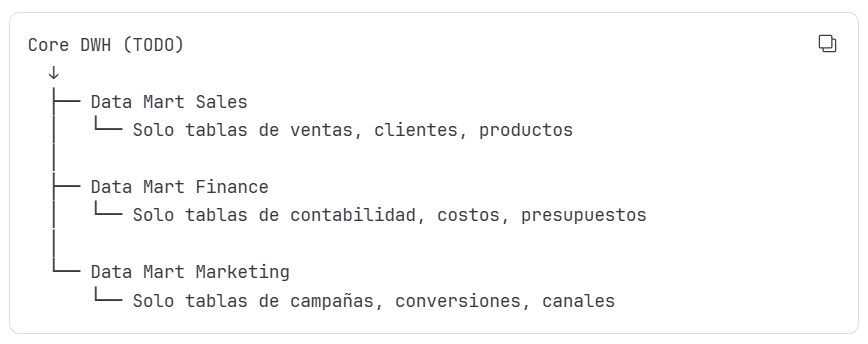 Core DWH (TODO)
↓
├── Data Mart Sales
│   └── Solo tablas de ventas, clientes, productos
│
├── Data Mart Finance
│   └── Solo tablas de contabilidad, costos, presupuestos
│
└── Data Mart Marketing
    └── Solo tablas de campañas, conversiones, canales